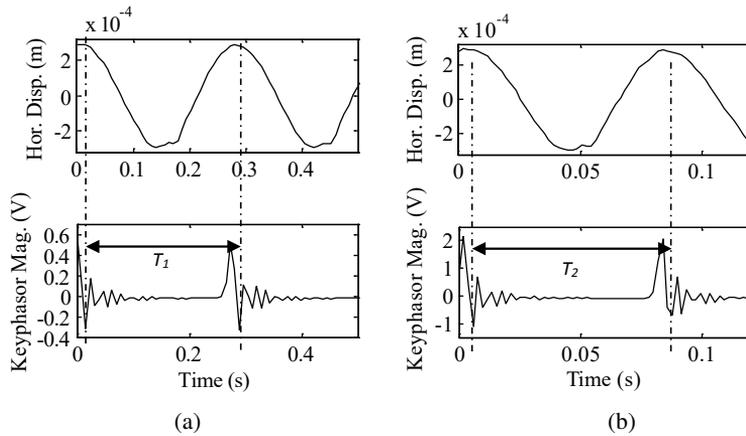 x 10⁻⁴
Hor. Disp. (m)
2
0
-2
0 0.1 0.2 0.3 0.4
Keyphasor Mag. (V)
0.6
0.4
0.2
0
-0.2
-0.4
T₁
0 0.2 0.4
Time (s)
(a)
x 10⁻⁴
Hor. Disp. (m)
2
0
-2
0 0.05 0.1
Keyphasor Mag. (V)
2
1
0
-1
T₂
0 0.05 0.1
Time (s)
(b)